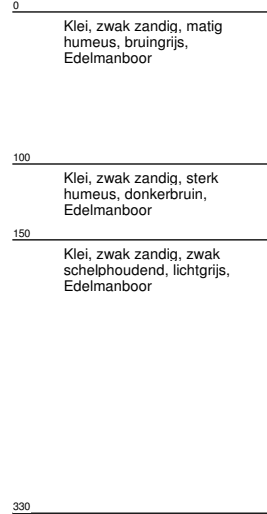 0
Klei, zwak zandig, matig
humeus, bruingrijs,
Edelmanboor
100
Klei, zwak zandig, sterk
humeus, donkerbruin,
Edelmanboor
150
Klei, zwak zandig, zwak
schelphoudend, lichtgrijs,
Edelmanboor
330